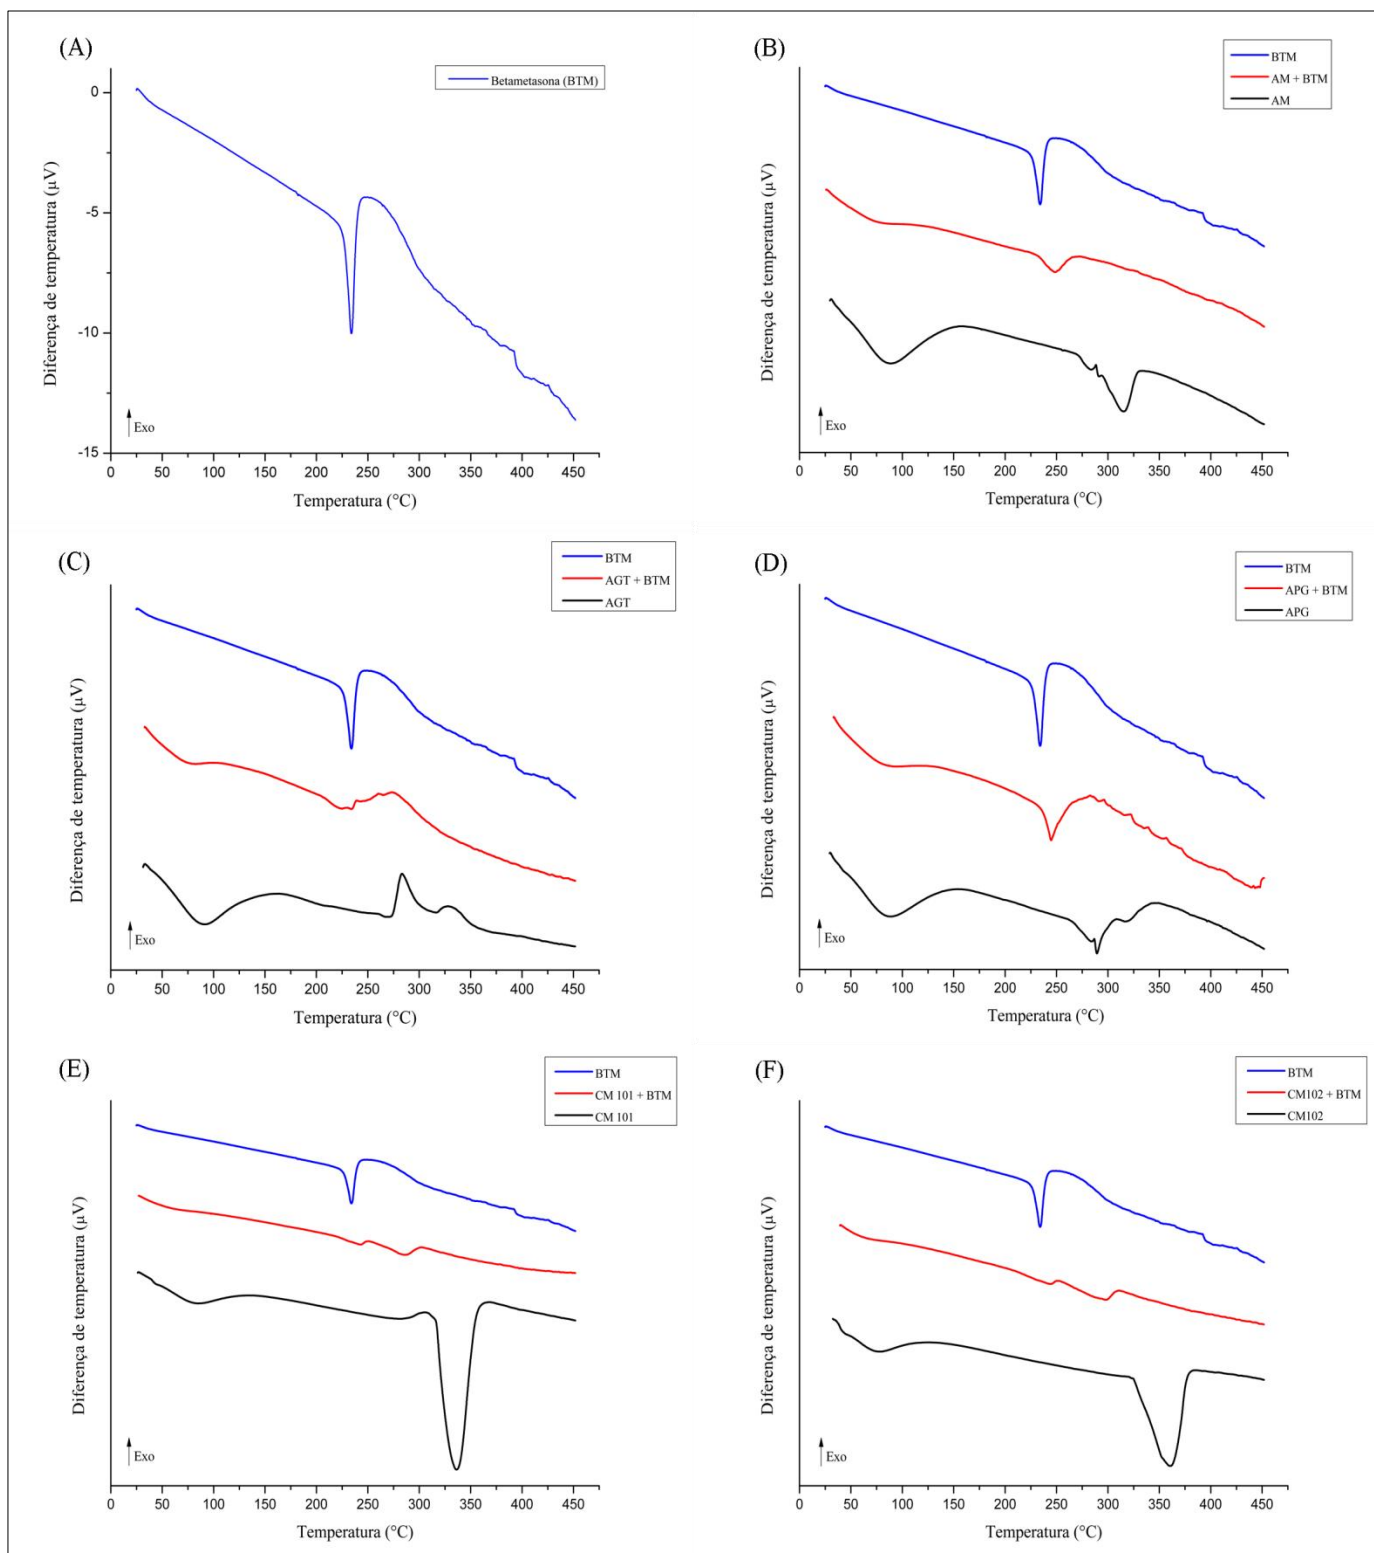 (A)
Betametasona (BTM)
0
-5
-10
-15
Diferença de temperatura (µV)
Exo
0 50 100 150 200 250 300 350 400 450
Temperatura (°C)
(B)
BTM
AM + BTM
AM
Diferença de temperatura (µV)
Exo
0 50 100 150 200 250 300 350 400 450
Temperatura (°C)
(C)
BTM
AGT + BTM
AGT
Diferença de temperatura (µV)
Exo
0 50 100 150 200 250 300 350 400 450
Temperatura (°C)
(D)
BTM
APG + BTM
APG
Diferença de temperatura (µV)
Exo
0 50 100 150 200 250 300 350 400 450
Temperatura (°C)
(E)
BTM
CM 101 + BTM
CM 101
Diferença de temperatura (µV)
Exo
0 50 100 150 200 250 300 350 400 450
Temperatura (°C)
(F)
BTM
CM102 + BTM
CM102
Diferença de temperatura (µV)
Exo
0 50 100 150 200 250 300 350 400 450
Temperatura (°C)